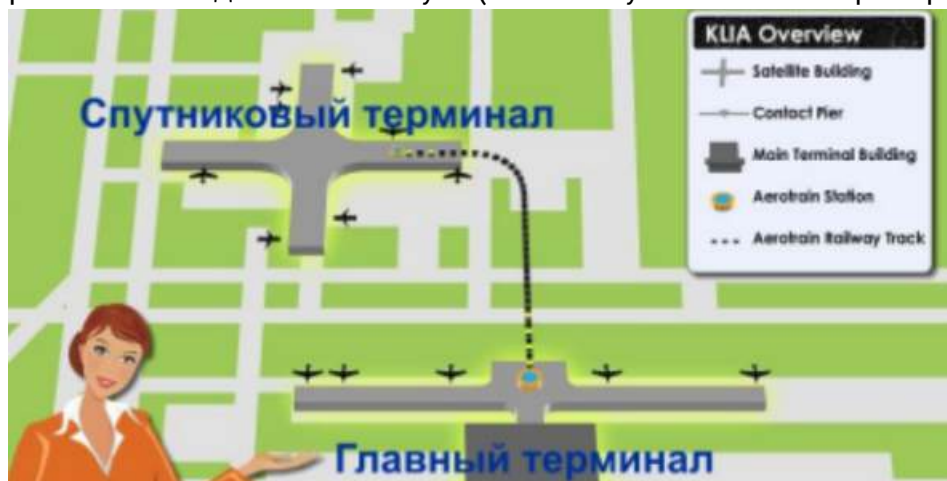 KLIA Overview
Satellite Building
Contact Pier
Main Terminal Building
Aerotrain Station
Aerotrain Railway Track
Спутниковый терминал
Главный терминал